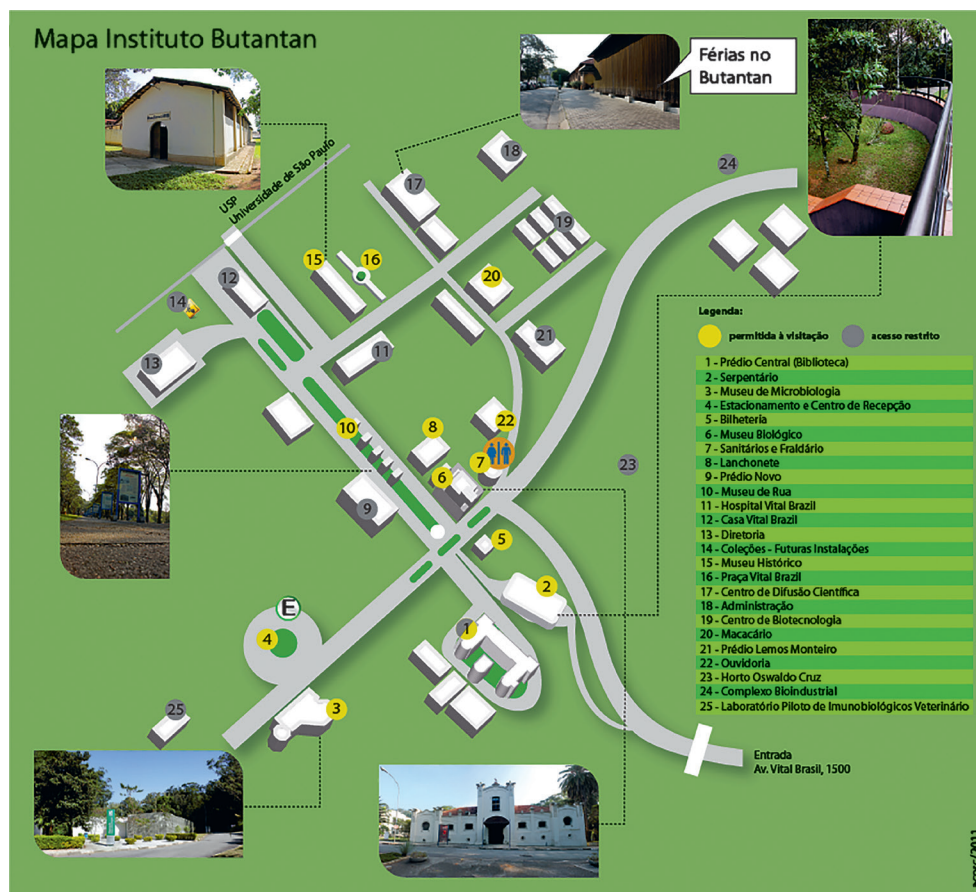 Mapa Instituto Butantan
Férias no
Butantan
USP
Universidade de São Paulo
24
18
17
19
15
16
20
12
14
21
11
13
22
10
8
7
6
23
9
5
2
E
4
1
3
25
Legenda:
permitida à visitação
acesso restrito
1 - Prédio Central (Biblioteca)
2 - Serpentário
3 - Museu de Microbiologia
4 - Estacionamento e Centro de Recepção
5 - Bilheteria
6 - Museu Biológico
7 - Sanitários e Fraldário
8 - Lanchonete
9 - Prédio Novo
10 - Museu de Rua
11 - Hospital Vital Brazil
12 - Casa Vital Brazil
13 - Diretoria
14 - Coleções - Futuras Instalações
15 - Museu Histórico
16 - Praça Vital Brazil
17 - Centro de Difusão Científica
18 - Administração
19 - Centro de Biotecnologia
20 - Macacário
21 - Prédio Lemos Monteiro
22 - Ouvidoria
23 - Horto Oswaldo Cruz
24 - Complexo Bioindustrial
25 - Laboratório Piloto de Imunobiológicos Veterinário
Entrada
Av. Vital Brasil, 1500